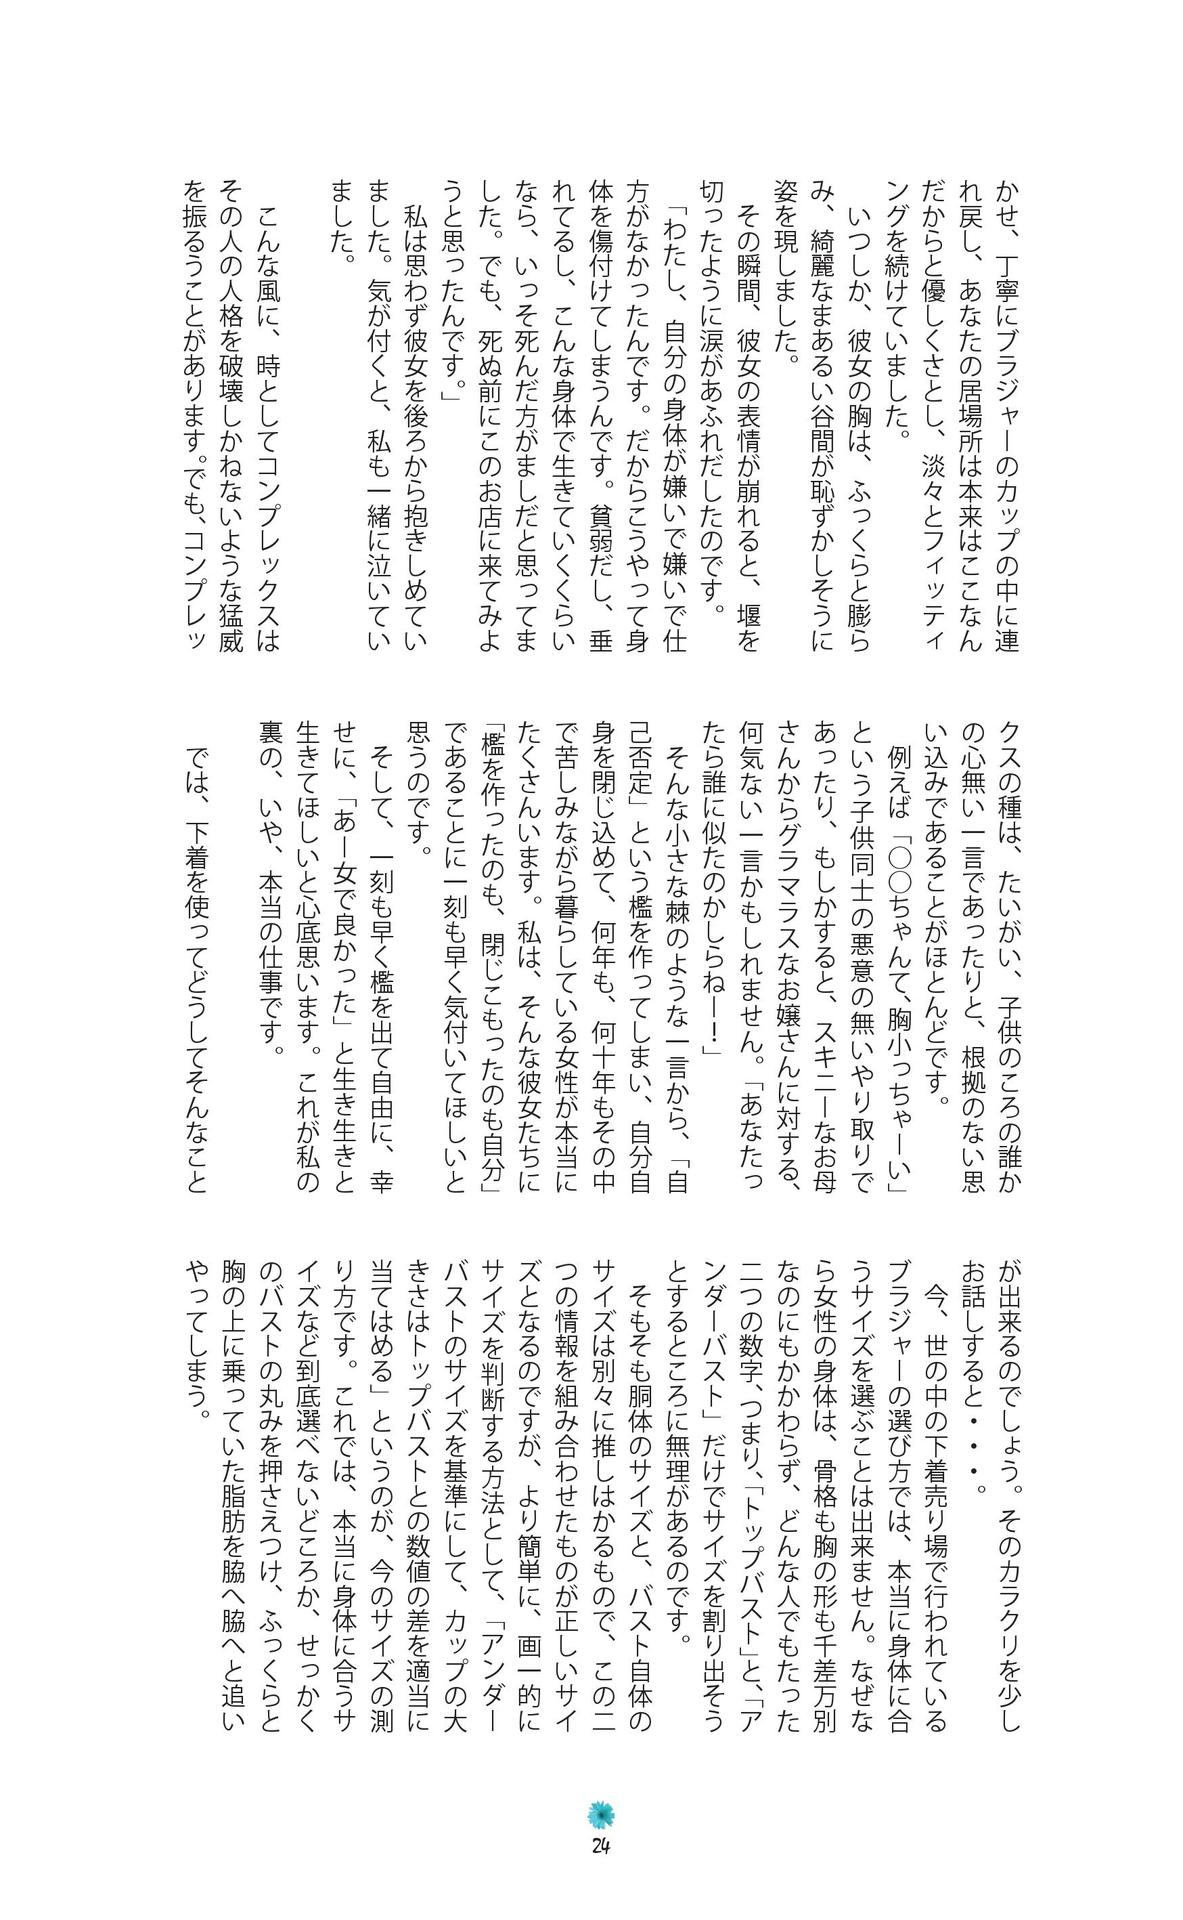 かせ、丁寧にブラジャーのカップの中に連
れ戻し、あなたの居場所は本来はここなん
だからと優しくさとし、淡々とフィッティ
ングを続けていました。
いつしか、彼女の胸は、ふっくらと膨ら
み、綺麗なまあるい谷間が恥ずかしそうに
姿を現しました。
その瞬間、彼女の表情が崩れると、堰を
切ったように涙があふれだしたのです。
「わたし、自分の身体が嫌いで嫌いで仕
方がなかったんです。だからこうやって身
体を傷付けてしまうんです。貧弱だし、垂
れてるし、こんな身体で生きていくくらい
なら、いっそ死んだ方がましだと思ってま
した。でも、死ぬ前にこのお店に来てみよ
うと思ったんです。」
私は思わず彼女を後ろから抱きしめてい
ました。気が付くと、私も一緒に泣いてい
ました。
こんな風に、時としてコンプレックスは
その人の人格を破壊しかねないような猛威
を振るうことがあります。でも、コンプレッ
クスの種は、たいがい、子供のころの誰か
の心無い一言であったりと、根拠のない思
い込みであることがほとんどです。
例えば「〇〇ちゃんて、胸小っちゃーい」
という子供同士の悪意の無いやり取りで
あったり、もしかすると、スキニーなお母
さんからグラマラスなお嬢さんに対する、
何気ない一言かもしれません。「あなたっ
たら誰に似たのかしらねー！」
そんな小さな棘のような一言から、「自
己否定」という檻を作ってしまい、自分自
身を閉じ込めて、何年も、何十年もその中
で苦しみながら暮らしている女性が本当に
たくさんいます。私は、そんな彼女たちに
「檻を作ったのも、閉じこもったのも自分」
であることに一刻も早く気付いてほしいと
思うのです。
そして、一刻も早く檻を出て自由に、幸
せに、「あー女で良かった」と生き生きと
生きてほしいと心底思います。これが私の
裏の、いや、本当の仕事です。
では、下着を使ってどうしてそんなこと
が出来るのでしょう。そのカラクリを少し
お話しすると・・・。
今、世の中の下着売り場で行われている
ブラジャーの選び方では、本当に身体に合
うサイズを選ぶことは出来ません。なぜな
ら女性の身体は、骨格も胸の形も千差万別
なのにもかかわらず、どんな人でもたった
二つの数字、つまり、「トップバスト」と、「ア
ンダーバスト」だけでサイズを割り出そう
とするところに無理があるのです。
そもそも胴体のサイズと、バスト自体の
サイズは別々に推しはかるもので、この二
つの情報を組み合わせたものが正しいサイ
ズとなるのですが、より簡単に、画一的に
サイズを判断する方法として、「アンダー
バストのサイズを基準にして、カップの大
きさはトップバストとの数値の差を適当に
当てはめる」というのが、今のサイズの測
り方です。これでは、本当に身体に合うサ
イズなど到底選べないどころか、せっかく
のバストの丸みを押さえつけ、ふっくらと
胸の上に乗っていた脂肪を脇へ脇へと追い
やってしまう。
24